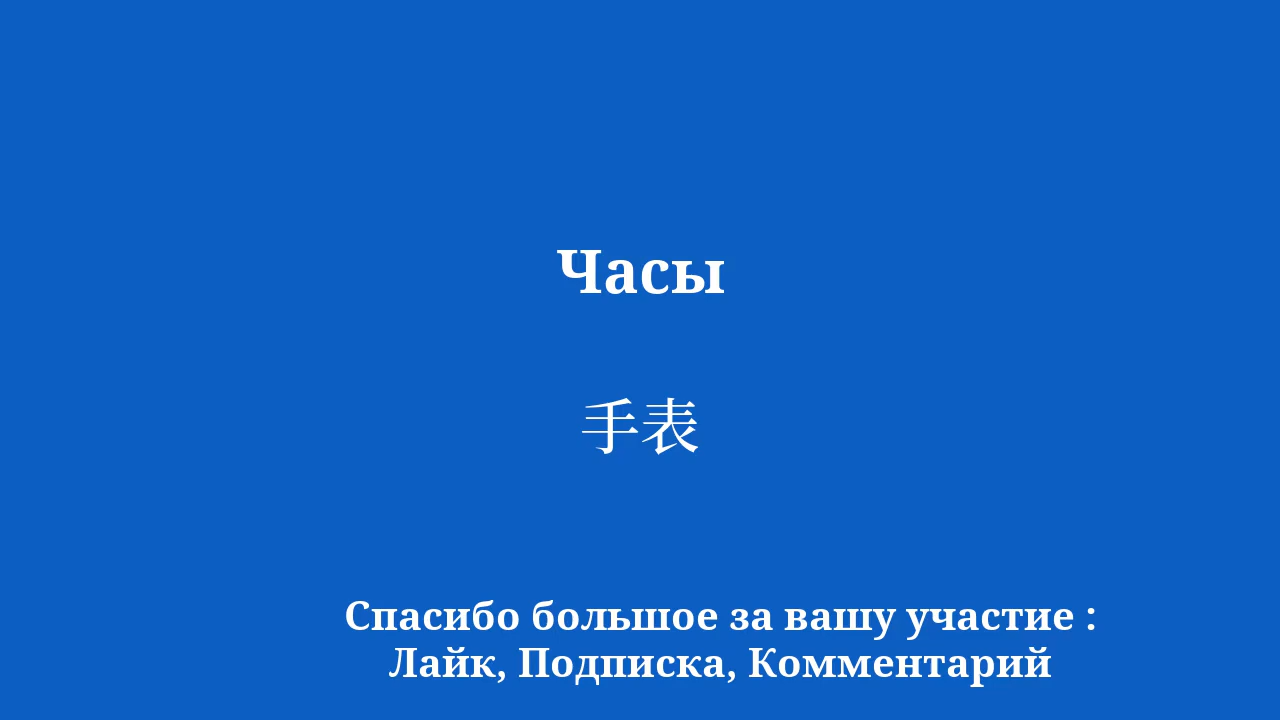 Часы
手表
Спасибо большое за вашу участие :
Лайк, Подписка, Комментарий